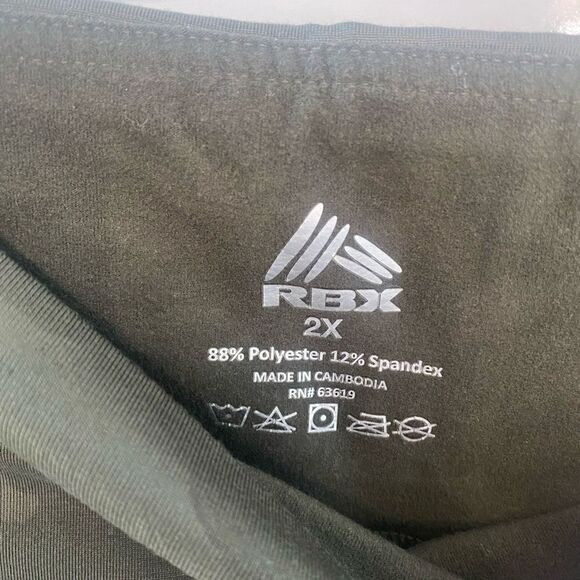 RBX
2X
88% Polyester 12% Spandex
MADE IN CAMBODIA
RN# 63619